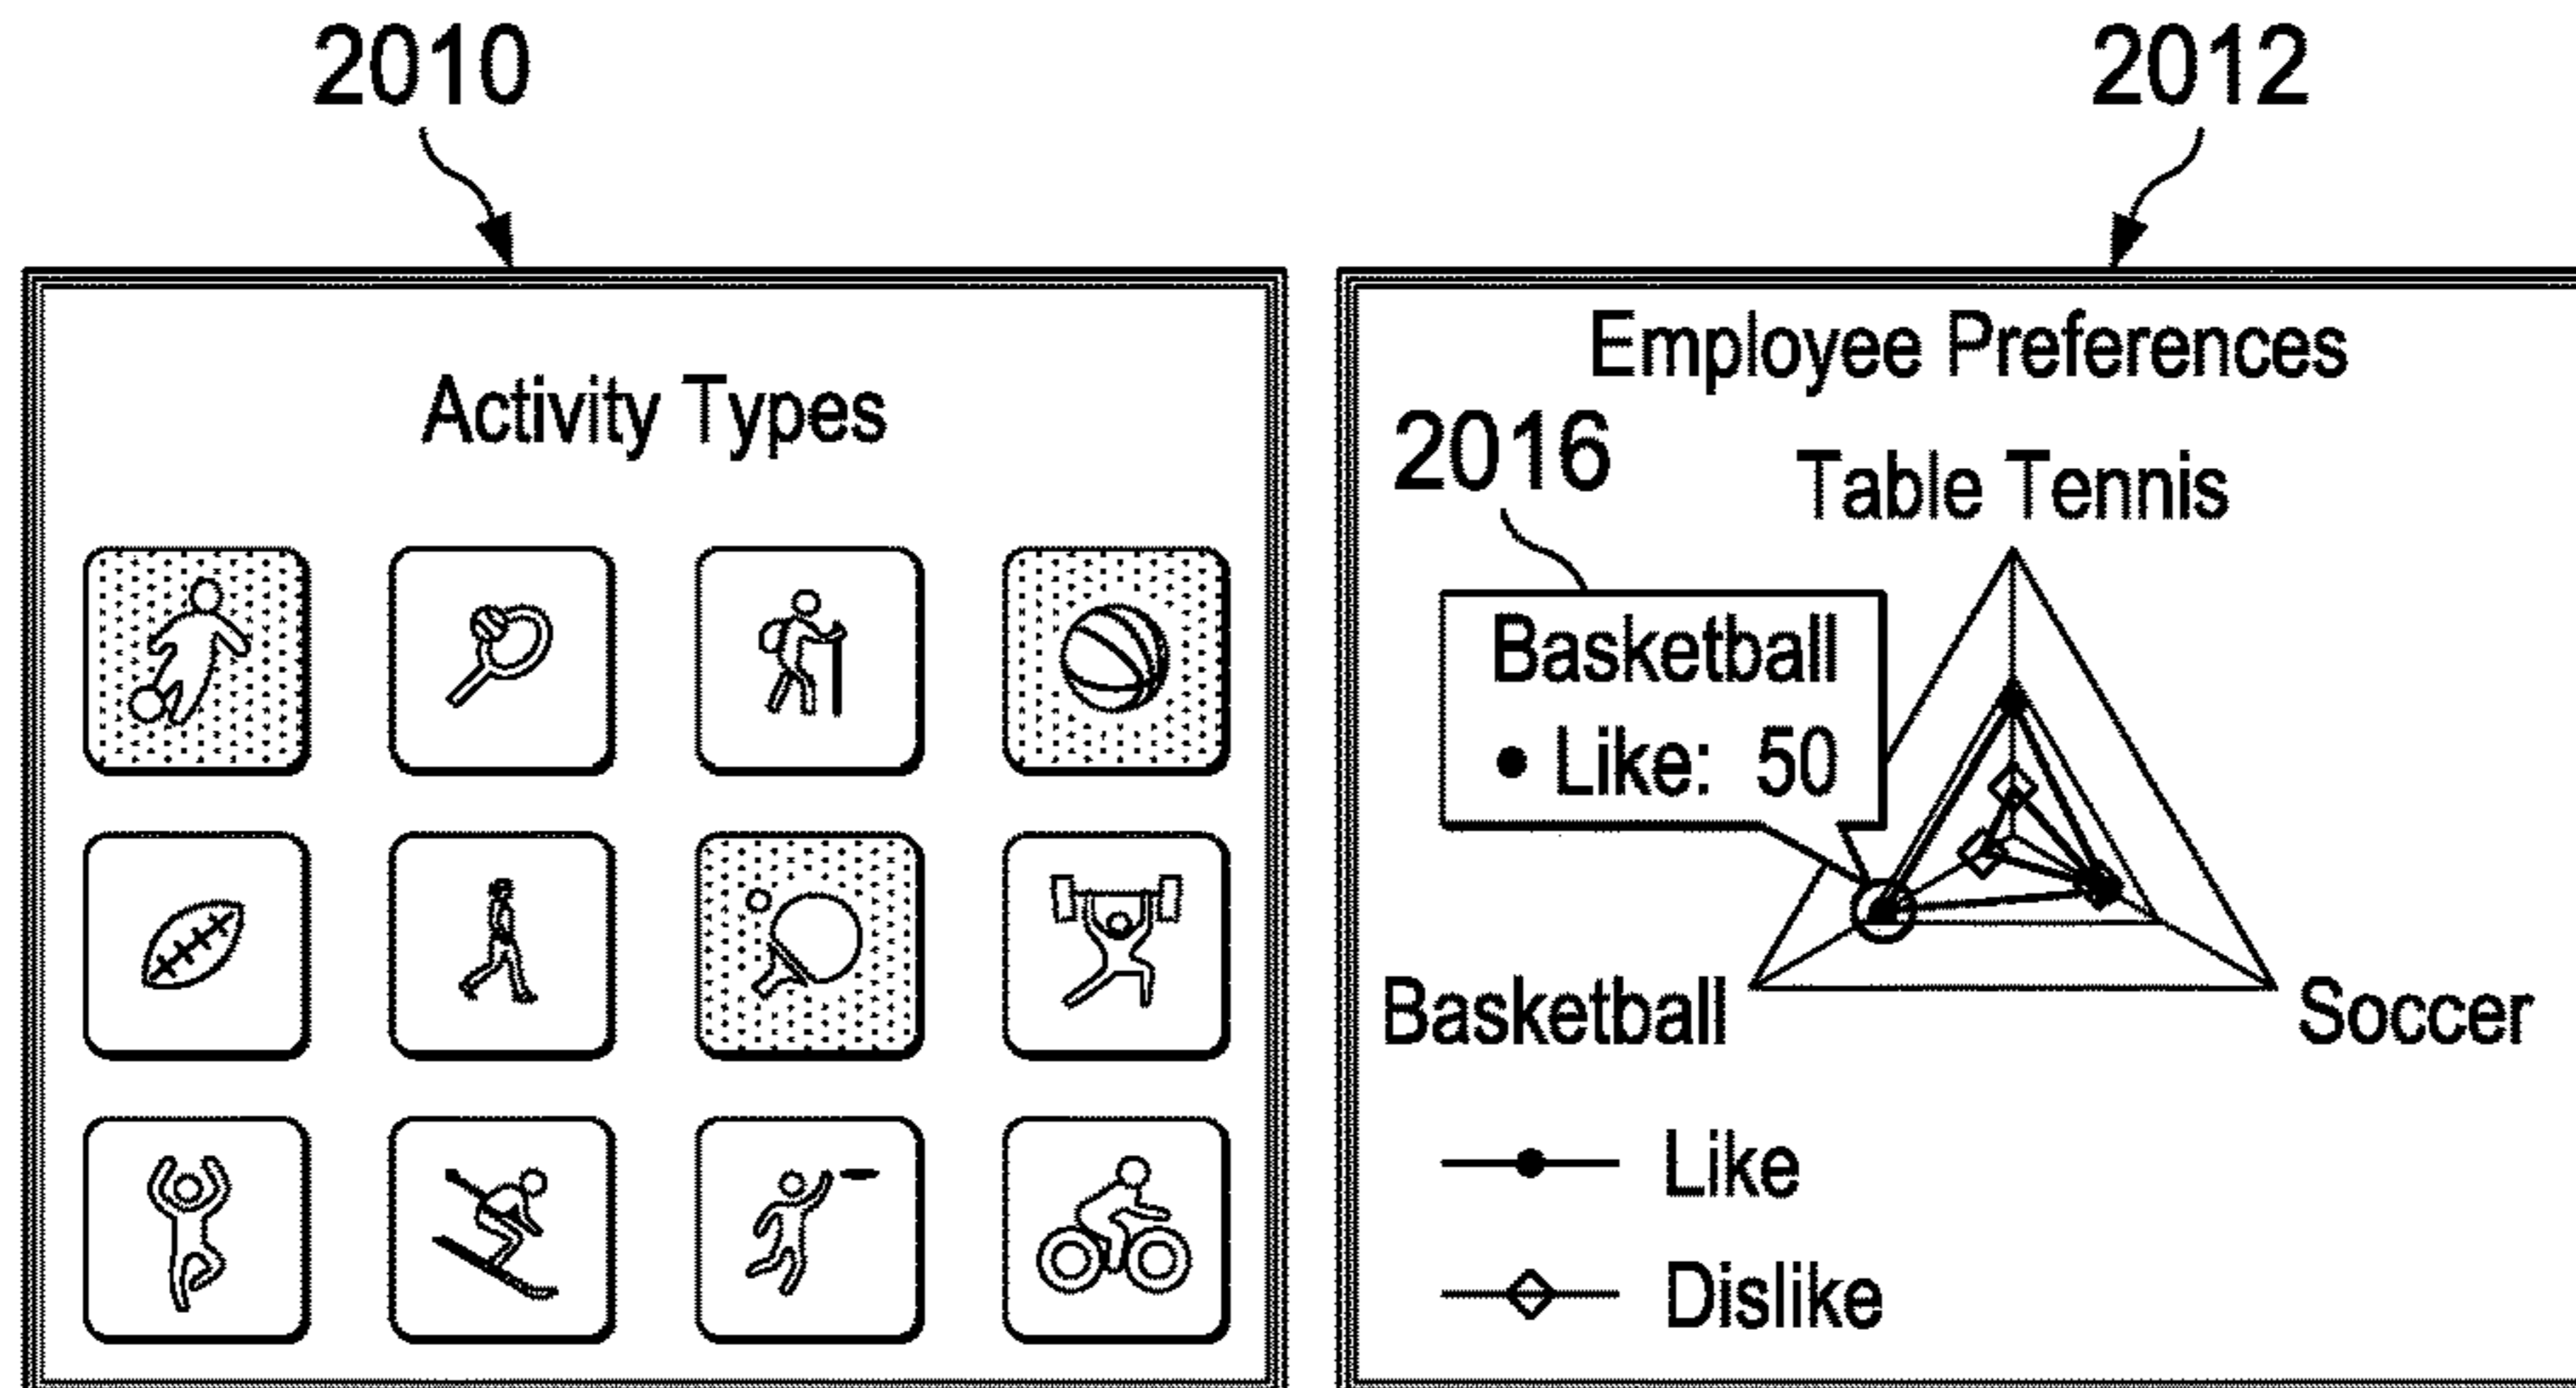 2010
2012
Activity Types
Employee Preferences
2016
Table Tennis
Basketball
• Like: 50
Basketball
Soccer
Like
Dislike